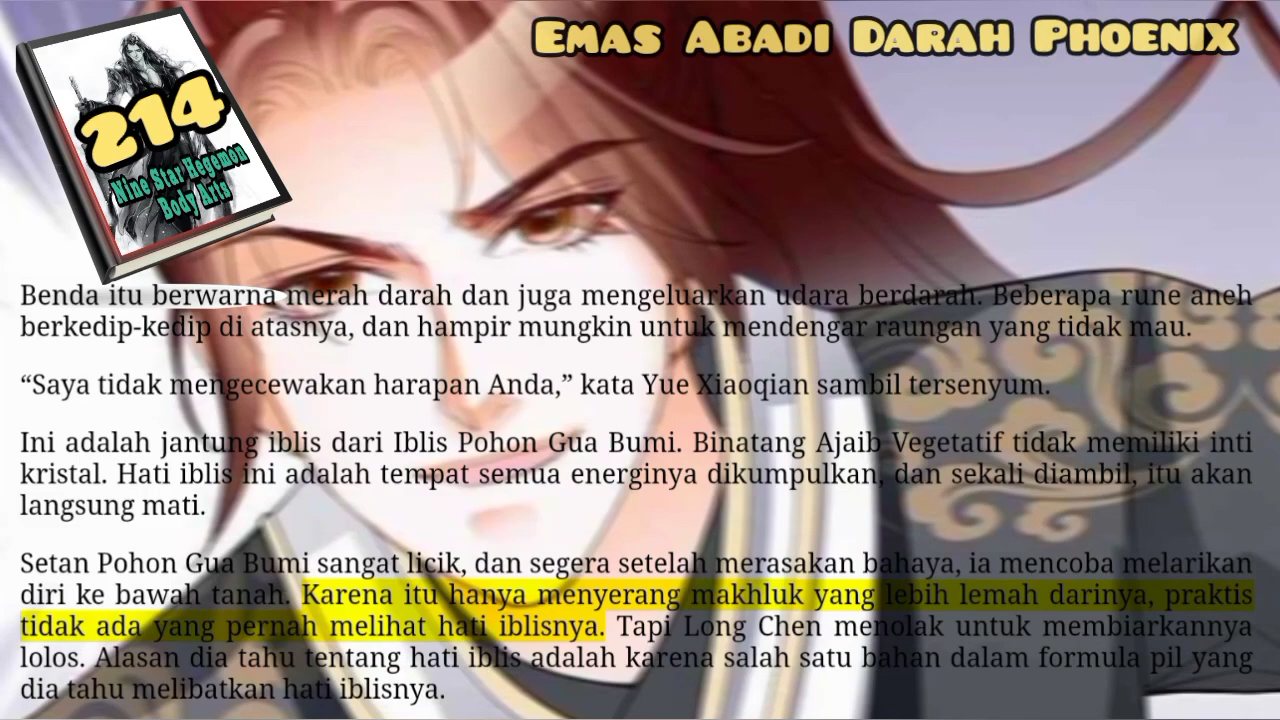 Emas Abadi Darah Phoenix
214
Nine Star Hegemon
Body Arts
Benda itu berwarna merah darah dan juga mengeluarkan udara berdarah. Beberapa rune aneh
berkedip-kedip di atasnya, dan hampir mungkin untuk mendengar raungan yang tidak mau.
“Saya tidak mengecewakan harapan Anda,” kata Yue Xiaoqian sambil tersenyum.
Ini adalah jantung iblis dari Iblis Pohon Gua Bumi. Binatang Ajaib Vegetatif tidak memiliki inti
kristal. Hati iblis ini adalah tempat semua energinya dikumpulkan, dan sekali diambil, itu akan
langsung mati.
Setan Pohon Gua Bumi sangat licik, dan segera setelah merasakan bahaya, ia mencoba melarikan
diri ke bawah tanah. Karena itu hanya menyerang makhluk yang lebih lemah darinya, praktis
tidak ada yang pernah melihat hati iblisnya. Tapi Long Chen menolak untuk membiarkannya
lolos. Alasan dia tahu tentang hati iblis adalah karena salah satu bahan dalam formula pil yang
dia tahu melibatkan hati iblisnya.